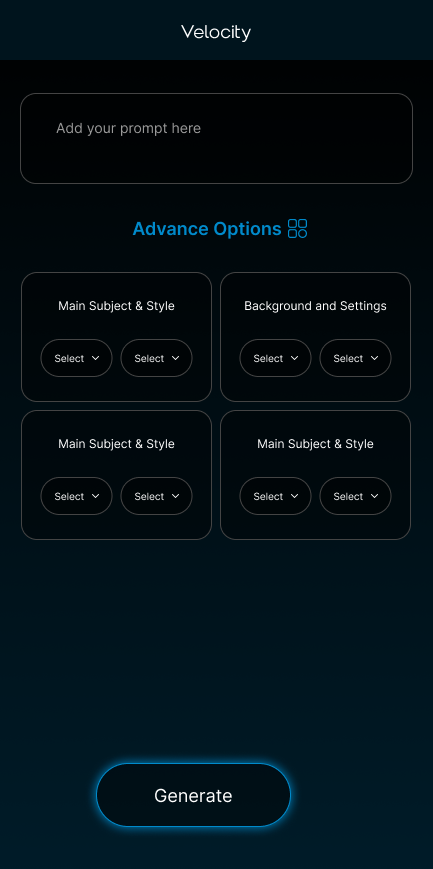 Velocity
Add your prompt here
Advance Options
Main Subject & Style
Background and Settings
Select
Select
Select
Select
Main Subject & Style
Main Subject & Style
Select
Select
Select
Select
Generate